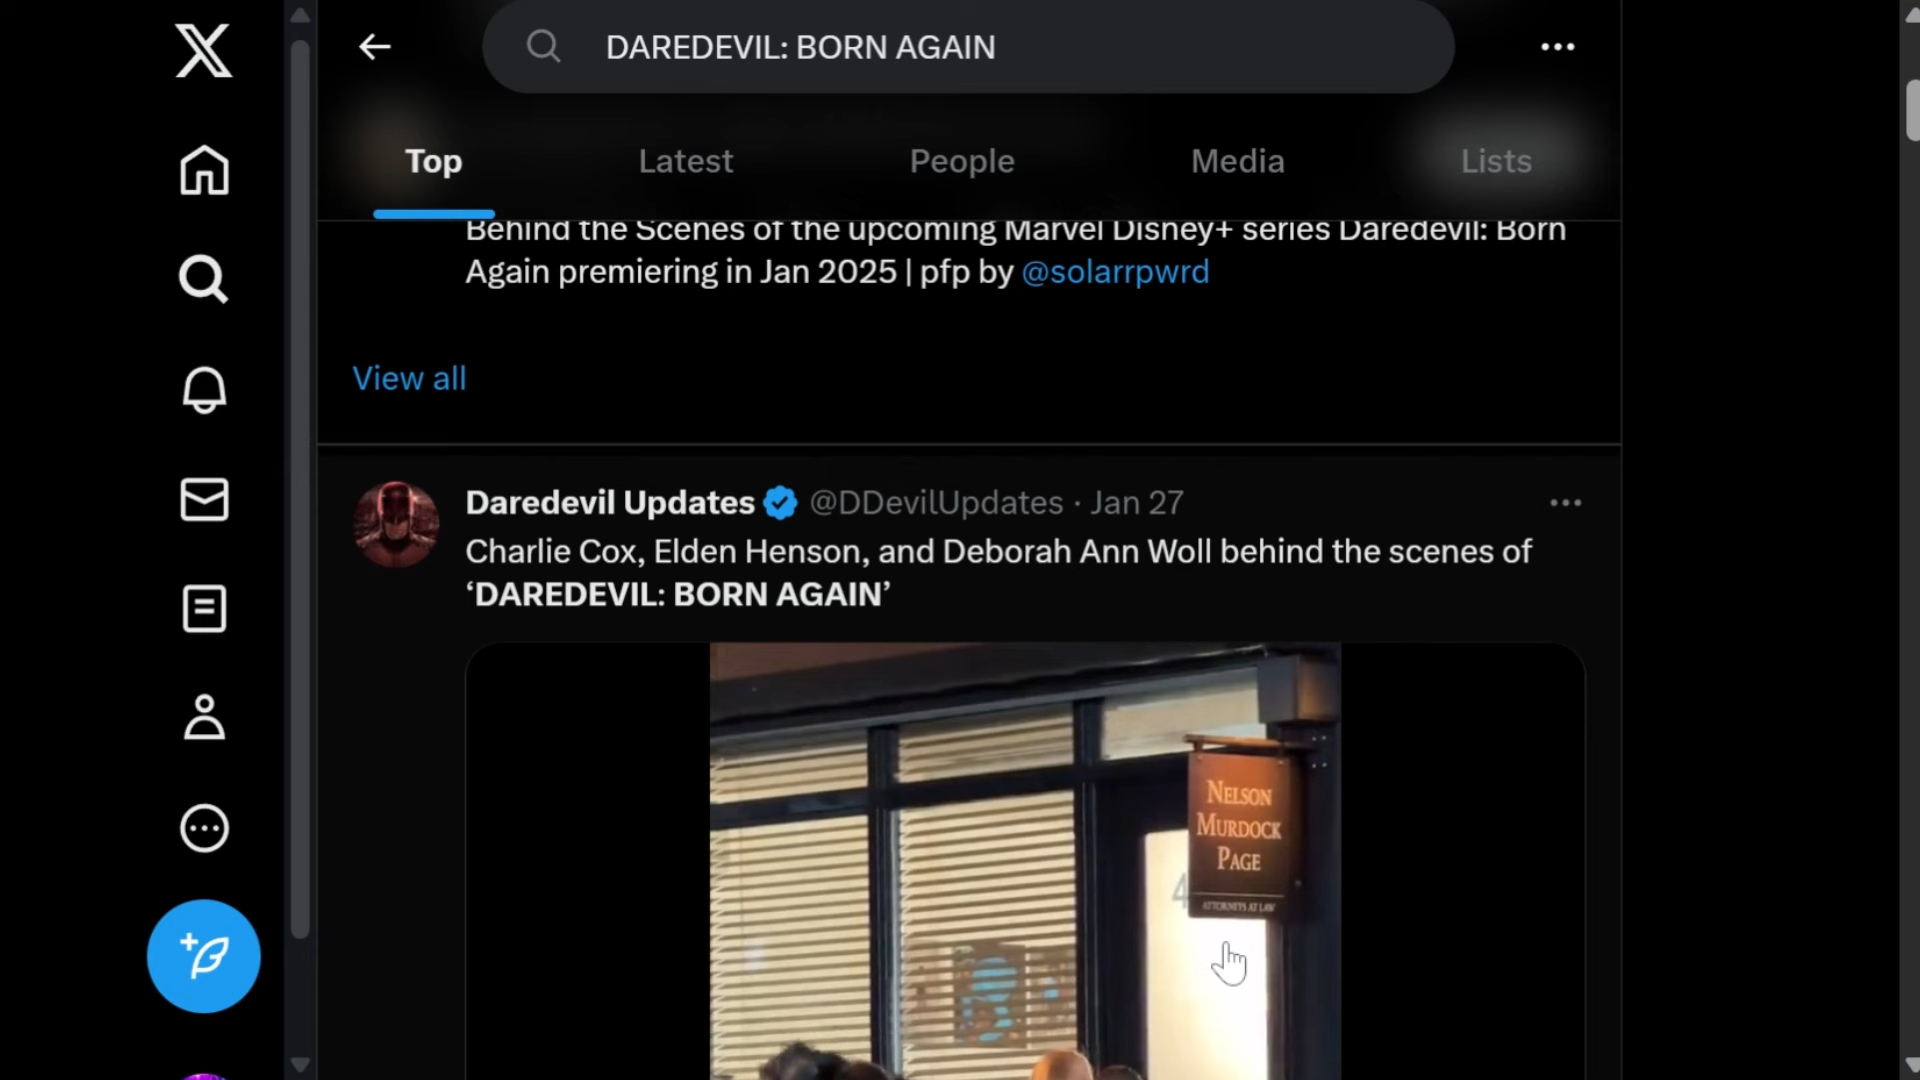 DAREDEVIL: BORN AGAIN
Top Latest People Media Lists
Behind the Scenes of the upcoming Marvel Disney+ series Daredevil: Born
Again premiering in Jan 2025 | pfp by @solarrpwrd
View all
Daredevil Updates @DDevilUpdates · Jan 27
Charlie Cox, Elden Henson, and Deborah Ann Woll behind the scenes of
‘DAREDEVIL: BORN AGAIN’
NELSON
MURDOCK
PAGE
ATTORNEYS AT LAW
4